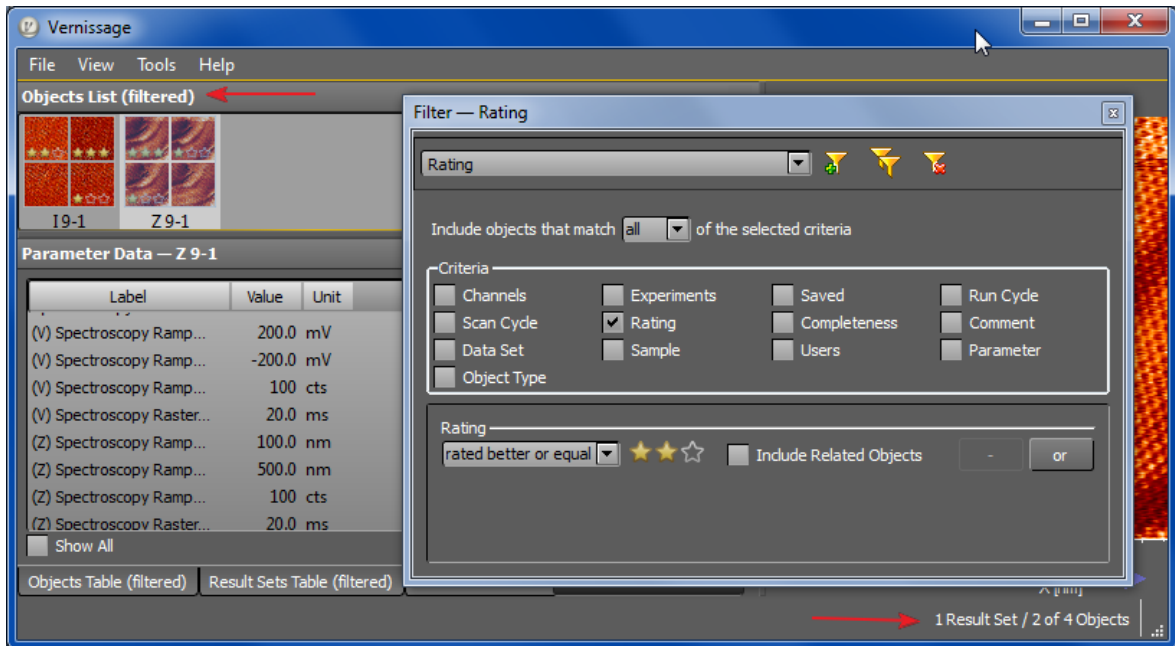 Vernissage
File View Tools Help
Objects List (filtered)
I 9-1 Z 9-1
Parameter Data — Z 9-1
Label Value Unit
(V) Spectroscopy Ramp... 200.0 mV
(V) Spectroscopy Ramp... -200.0 mV
(V) Spectroscopy Ramp... 100 cts
(V) Spectroscopy Raster... 20.0 ms
(Z) Spectroscopy Ramp... 100.0 nm
(Z) Spectroscopy Ramp... 500.0 nm
(Z) Spectroscopy Ramp... 100 cts
(Z) Spectroscopy Raster... 20.0 ms
Show All
Objects Table (filtered) Result Sets Table (filtered)
Filter — Rating
Rating
Include objects that match all of the selected criteria
Criteria
Channels Experiments Saved Run Cycle
Scan Cycle Rating Completeness Comment
Data Set Sample Users Parameter
Object Type
Rating
rated better or equal Include Related Objects - or
X [nm]
1 Result Set / 2 of 4 Objects